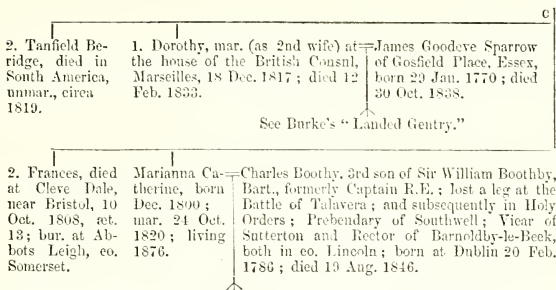 C
2. Tanfield Be-
ridge, died in
South America,
unmar., circa
1819.
1. Dorothy, mar. (as 2nd wife) at
the house of the British Consul,
Marseilles, 18 Dec. 1817 ; died 12
Feb. 1833.
James Goodeve Sparrow
of Gosfield Place, Essex,
born 29 Jan. 1770 ; died
30 Oct. 1838.
See Burke's "Landed Gentry."
2. Frances, died
at Cleve Dale,
near Bristol, 10
Oct. 1808, æt.
13 ; bur. at Ab-
bots Leigh, co.
Somerset.
Marianna Ca-
therine, born
Dec. 1800 ;
mar. 24 Oct.
1820 ; living
1876.
Charles Boothy, 3rd son of Sir William Boothby,
Bart., formerly Captain R.E. ; lost a leg at the
Battle of Talavera ; and subsequently in Holy
Orders ; Prebendary of Southwell ; Vicar of
Sutterton and Rector of Barnoldby-le-Beck,
both in co. Lincoln ; born at Dublin 20 Feb.
1786 ; died 19 Aug. 1846.